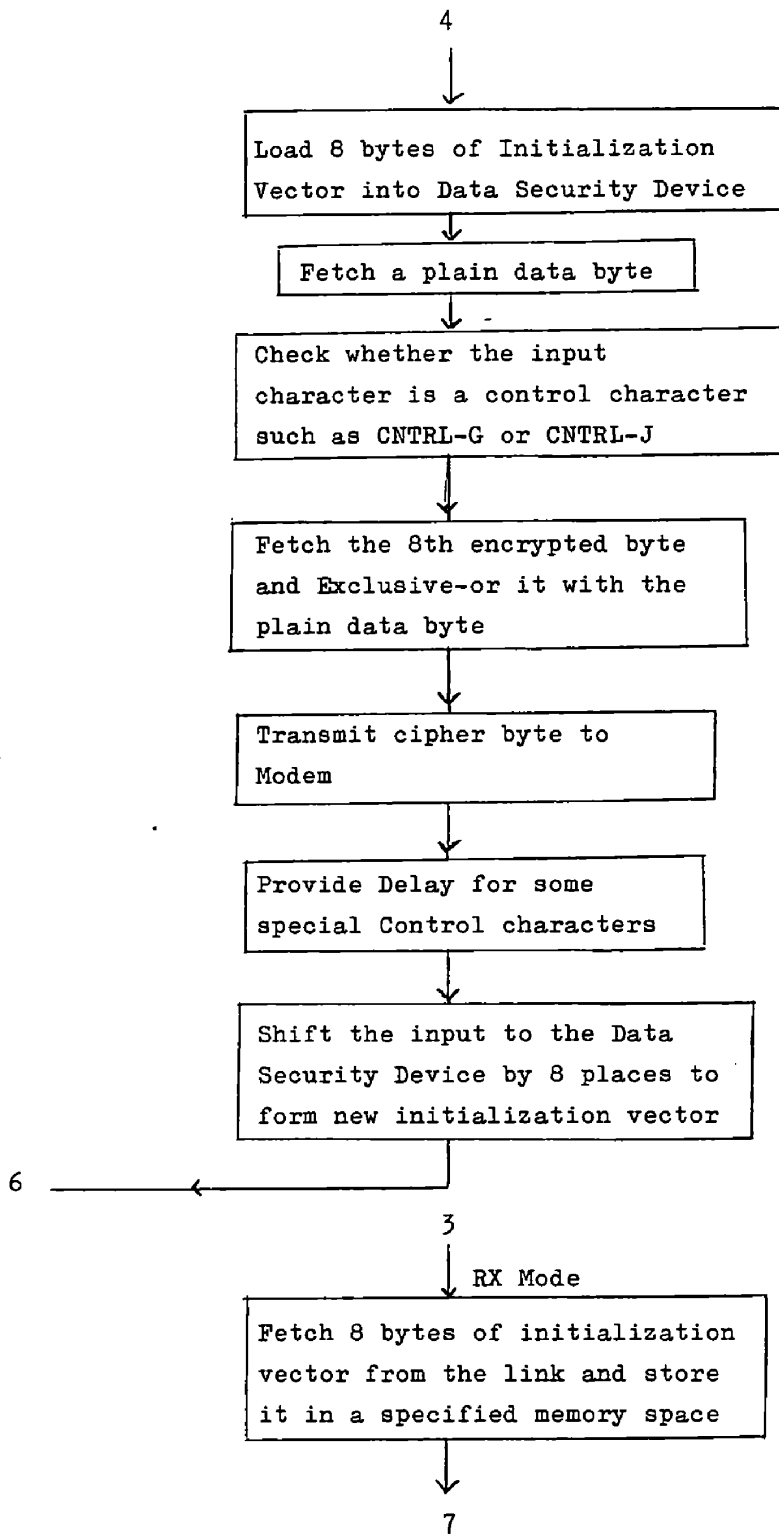 4
Load 8 bytes of Initialization
Vector into Data Security Device
Fetch a plain data byte
Check whether the input
character is a control character
such as CNTRL-G or CNTRL-J
Fetch the 8th encrypted byte
and Exclusive-or it with the
plain data byte
Transmit cipher byte to
Modem
Provide Delay for some
special Control characters
Shift the input to the Data
Security Device by 8 places to
form new initialization vector
6
3
RX Mode
Fetch 8 bytes of initialization
vector from the link and store
it in a specified memory space
7